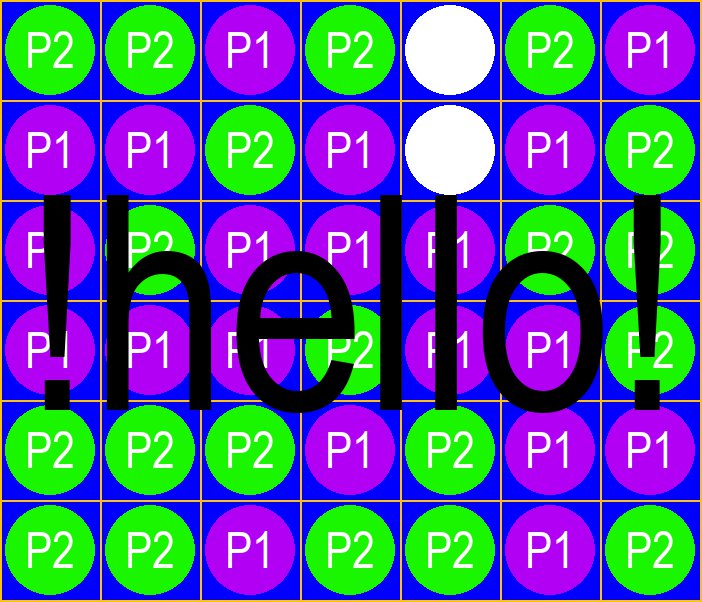 P2 P2 P1 P2 P2 P1
P1 P1 P2 P1 P1 P2
P1 P2 P1 P1 P1 P2 P2
!hello!
P1 P1 P1 P2 P1 P1 P2
P2 P2 P2 P1 P2 P1 P1
P2 P2 P1 P2 P2 P1 P2